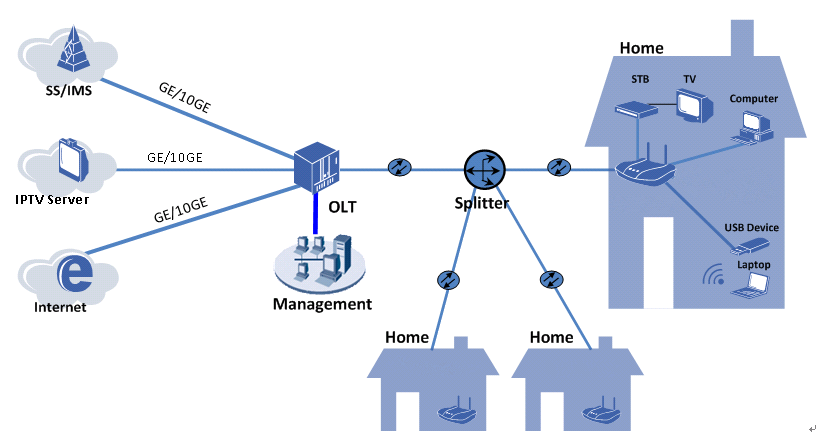 Home
STB
TV
Computer
SS/IMS
GE/10GE
GE/10GE
IPTV Server
GE/10GE
OLT
Splitter
USB Device
Laptop
Internet
Management
Home
Home